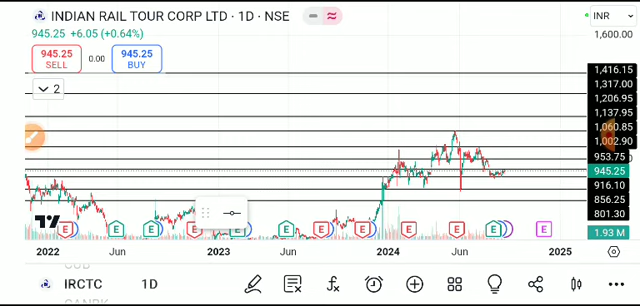 INDIAN RAIL TOUR CORP LTD · 1D · NSE
INR
945.25 +6.05 (+0.64%)
1,600.00
945.25 SELL
0.00
945.25 BUY
2
1,416.15
1,317.00
1,206.95
1,137.95
1,060.85
1,002.90
953.75
945.25
916.10
856.25
801.30
1.93 M
E E E E E E E E E E E E
2022 Jun 2023 Jun 2024 Jun 2025
IRCTC 1D